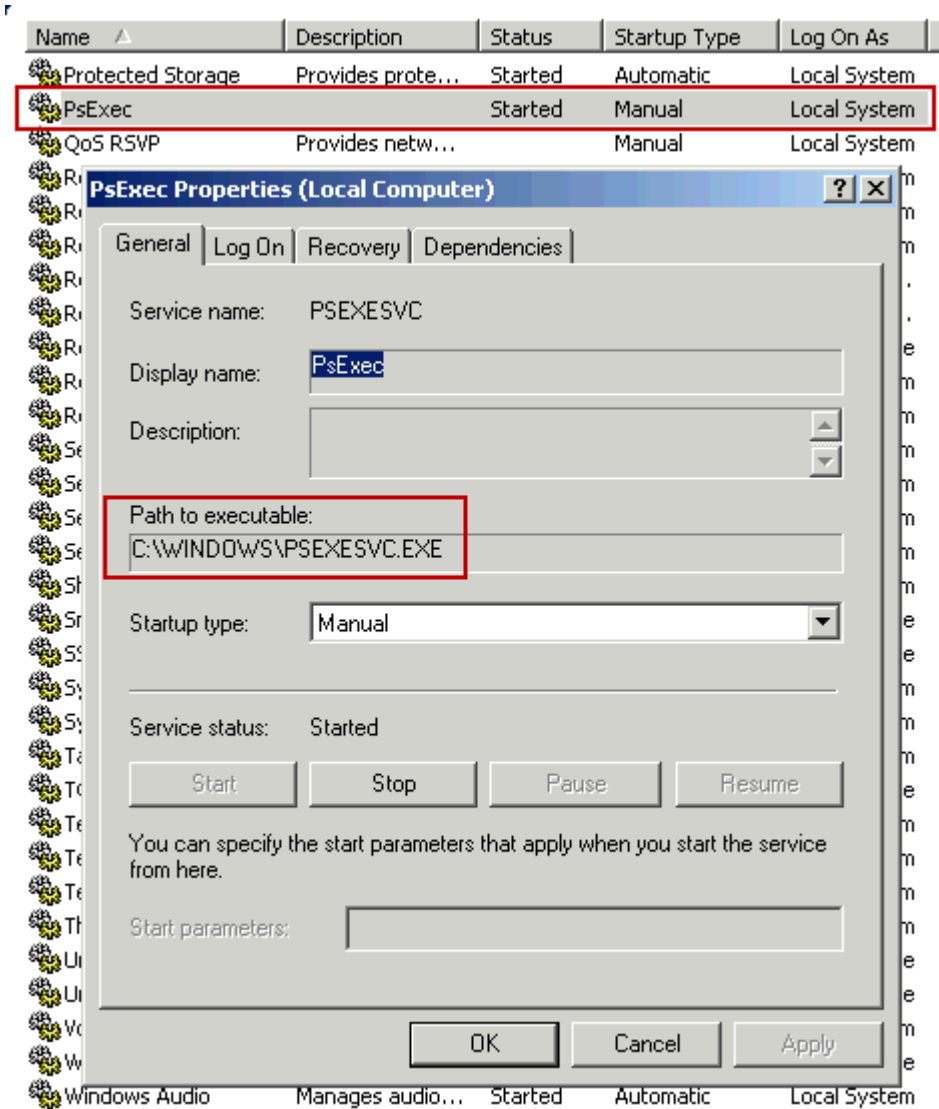 Name Description Status Startup Type Log On As
Protected Storage Provides prote... Started Automatic Local System
PsExec Started Manual Local System
QoS RSVP Provides netw... Manual Local System
PsExec Properties (Local Computer)
General Log On Recovery Dependencies
Service name: PSEXESVC
Display name: PsExec
Description:
Path to executable:
C:\WINDOWS\PSEXESVC.EXE
Startup type: Manual
Service status: Started
Start Stop Pause Resume
You can specify the start parameters that apply when you start the service
from here.
Start parameters:
OK Cancel Apply
Windows Audio Manages audio... Started Automatic Local System